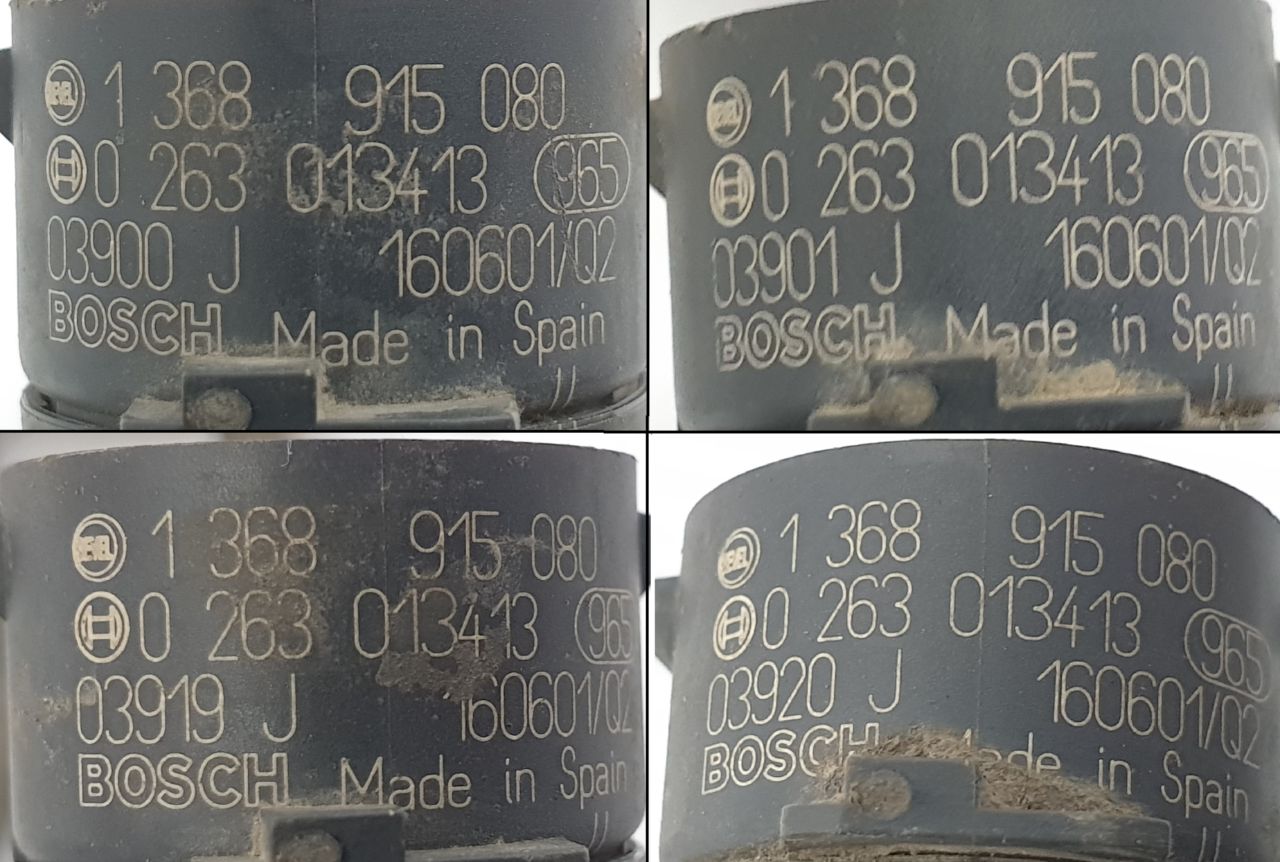 1 368 915 080
H 0 263 013413 965
03900 J 160601/Q2
BOSCH Made in Spain
1 368 915 080
H 0 263 013413 965
03901 J 160601/Q2
BOSCH Made in Spain
BEVEL 1 368 915 080
H 0 263 013413 965
03919 J 160601/Q2
BOSCH Made in Spain
1 368 915 080
H 0 263 013413 965
03920 J 160601/Q2
BOSCH Made in Spain